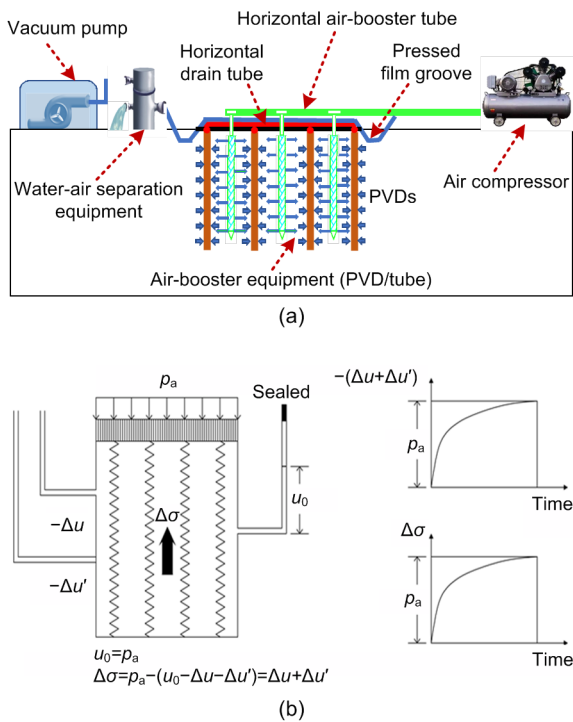 Horizontal air-booster tube
Vacuum pump
Horizontal
drain tube
Pressed
film groove
Water-air separation
equipment
PVDs
Air compressor
Air-booster equipment (PVD/tube)
(a)
pₐ
Sealed
−(Δu+Δu′)
pₐ
Time
u₀
Δσ
−Δu
−Δu′
Δσ
pₐ
Time
u₀=pₐ
Δσ=pₐ−(u₀−Δu−Δu′)=Δu+Δu′
(b)